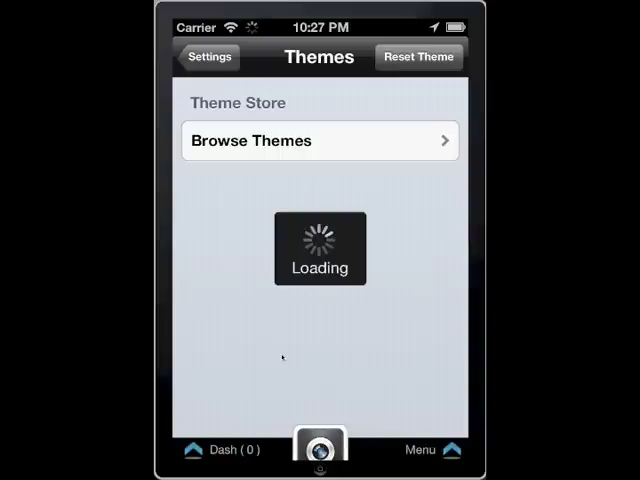 Carrier 10:27 PM
Settings Themes Reset Theme
Theme Store
Browse Themes
Loading
Dash ( 0 ) Menu